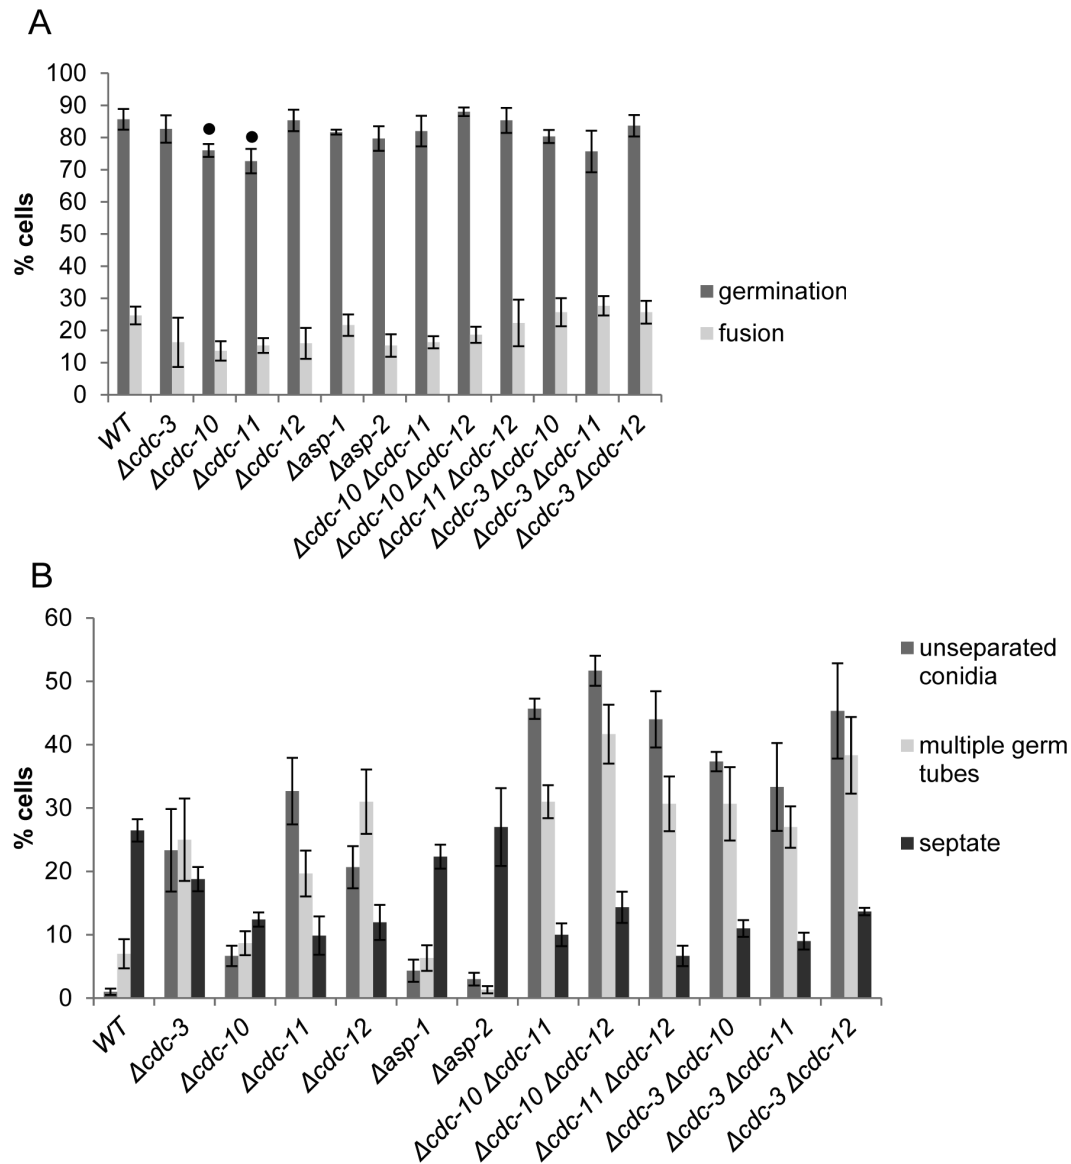 A
100
90
80
70
60
50
40
30
20
10
0
% cells
germination
fusion
WT
Δcdc-3
Δcdc-10
Δcdc-11
Δcdc-12
Δasp-1
Δasp-2
Δcdc-10 Δcdc-11
Δcdc-10 Δcdc-12
Δcdc-11 Δcdc-12
Δcdc-3 Δcdc-10
Δcdc-3 Δcdc-11
Δcdc-3 Δcdc-12
B
60
50
40
30
20
10
0
% cells
unseparated
conidia
multiple germ
tubes
septate
WT
Δcdc-3
Δcdc-10
Δcdc-11
Δcdc-12
Δasp-1
Δasp-2
Δcdc-10 Δcdc-11
Δcdc-10 Δcdc-12
Δcdc-11 Δcdc-12
Δcdc-3 Δcdc-10
Δcdc-3 Δcdc-11
Δcdc-3 Δcdc-12